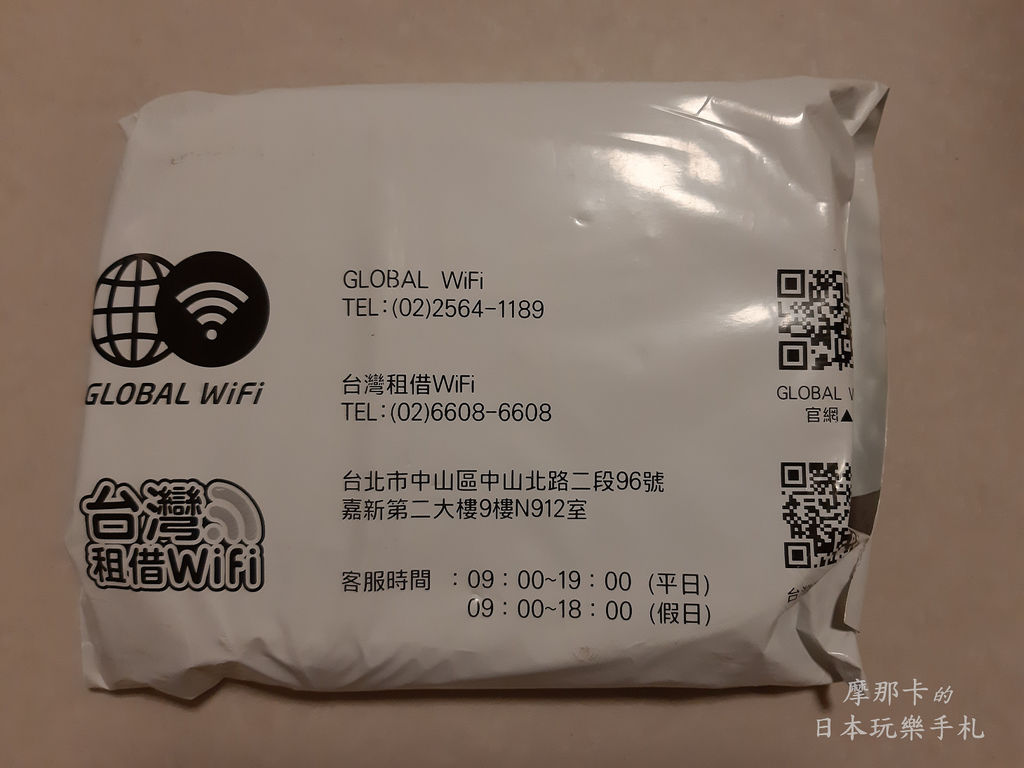 GLOBAL WiFi
TEL:(02)2564-1189
台灣租借WiFi
TEL:(02)6608-6608
台北市中山區中山北路二段96號
嘉新第二大樓9樓N912室
客服時間 : 09：00~19：00 (平日)
09：00~18：00 (假日)
GLOBAL WiFi
台灣
租借WiFi
GLOBAL W
官網▲
台
摩那卡的
日本玩樂手札